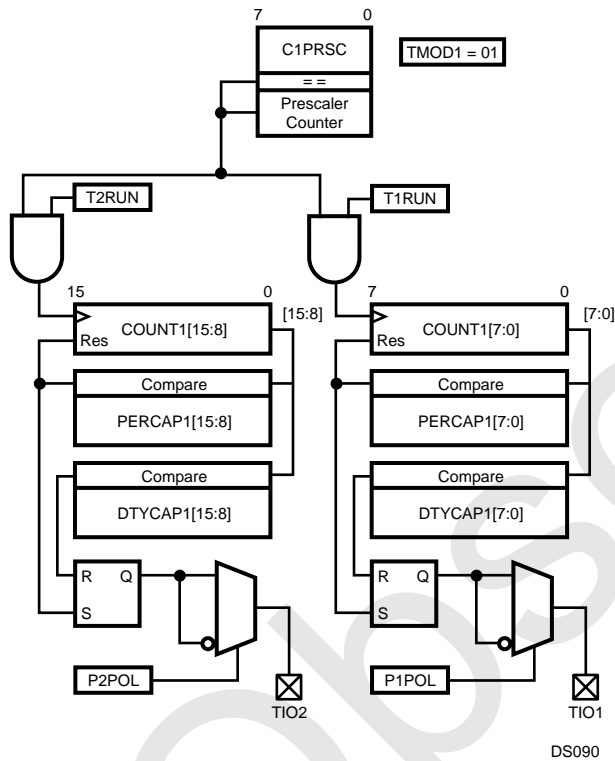 7 0
C1PRSC
TMOD1 = 01
= =
Prescaler
Counter
T2RUN
T1RUN
15 0
[15:8]
7 0
[7:0]
COUNT1[15:8]
Res
COUNT1[7:0]
Res
Compare
PERCAP1[15:8]
Compare
PERCAP1[7:0]
Compare
DTYCAP1[15:8]
Compare
DTYCAP1[7:0]
R Q
S
R Q
S
P2POL
TIO2
P1POL
TIO1
DS090